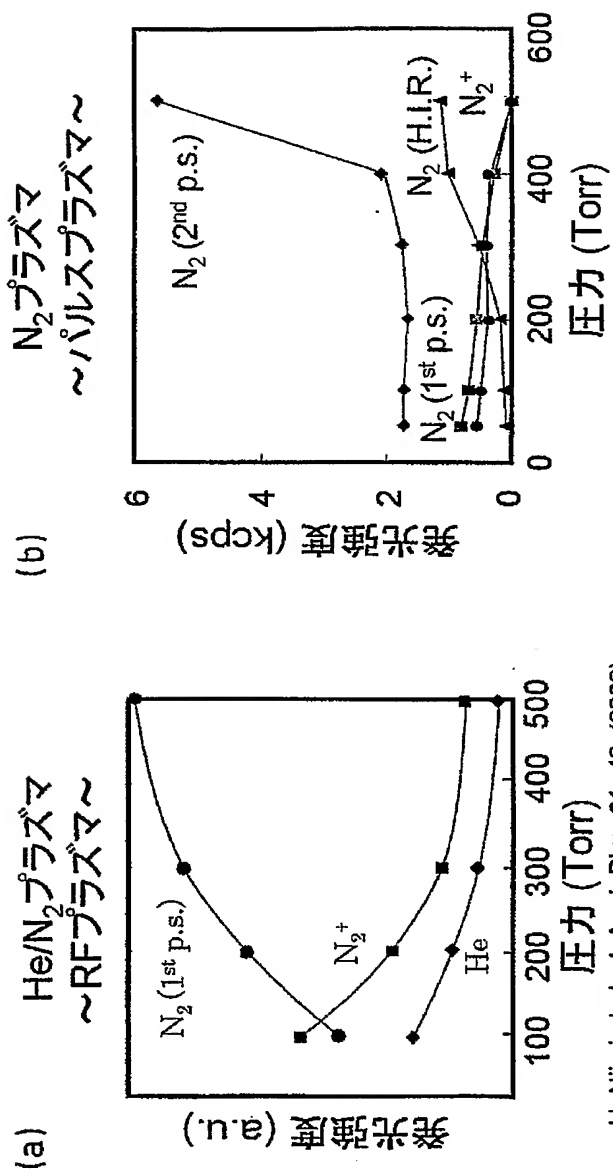 (a)
He/N₂プラズマ
～RFプラズマ～
発光強度 (a.u.)
N₂ (1ˢᵗ p.s.)
N₂⁺
He
100
200
300
400
500
圧力 (Torr)
(b)
N₂プラズマ
～パルスプラズマ～
発光強度 (kcps)
6
4
2
0
N₂ (2ⁿᵈ p.s.)
N₂ (H.I.R.)
N₂ (1ˢᵗ p.s.)
N₂⁺
0
200
400
600
圧力 (Torr)